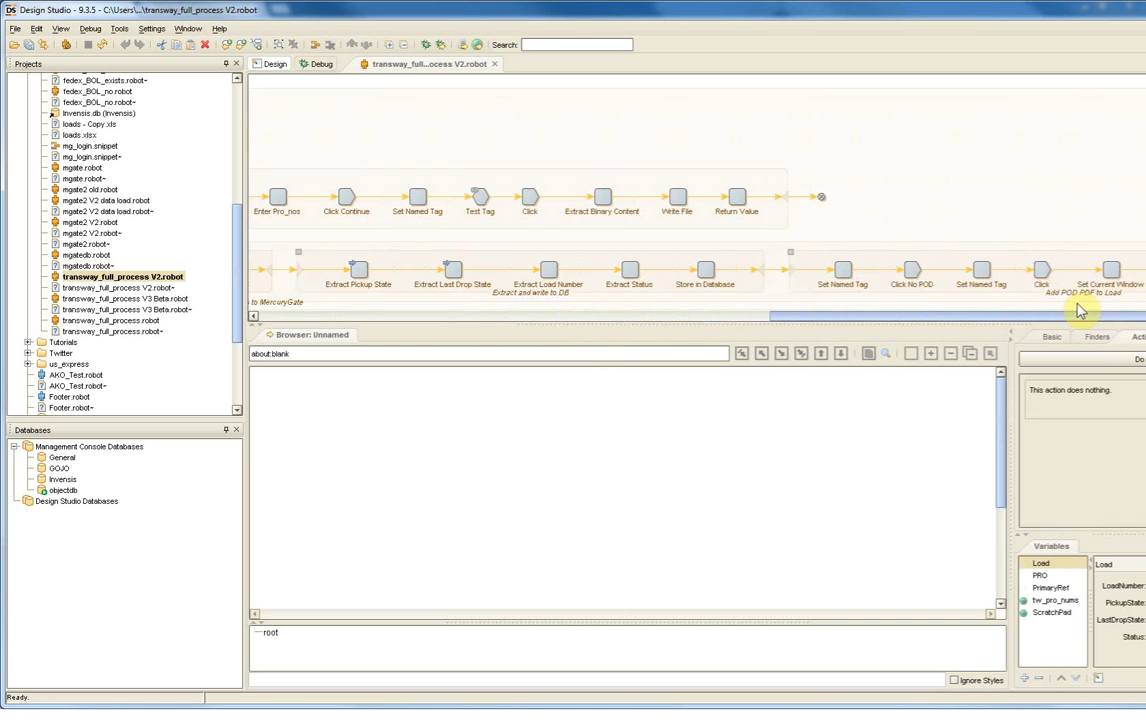 Design Studio - 9.3.5 - C:\Users\...\transway_full_process V2.robot
File Edit View Debug Tools Settings Window Help
Search:
Projects
Design Debug transway_full...ocess V2.robot
fedex_BOL_exists.robot~
fedex_BOL_no.robot
fedex_BOL_no.robot~
Invensis.db (Invensis)
loads - Copy.xls
loads.xlsx
mg_login.snippet
mg_login.snippet~
mgate.robot
mgate.robot~
mgate2 old.robot
mgate2 V2 data load.robot
mgate2 V2 data load.robot~
mgate2 V2.robot
mgate2 V2.robot~
mgate2.robot~
mgatedb.robot
mgatedb.robot~
transway_full_process V2.robot
transway_full_process V2.robot~
transway_full_process V3 Beta.robot
transway_full_process V3 Beta.robot~
transway_full_process.robot
transway_full_process.robot~
Tutorials
Twitter
us_express
AKO_Test.robot
AKO_Test.robot~
Footer.robot
Footer.robot~
Enter Pro_nos Click Continue Set Named Tag Test Tag Click Extract Binary Content Write File Return Value
Extract Pickup State Extract Last Drop State Extract Load Number Extract Status Store in Database Set Named Tag Click No POD Set Named Tag Click Set Current Window
s to MercuryGate Extract and write to DB Add POD PDF to Load
Browser: Unnamed
about:blank
root
Ignore Styles
Basic Finders Acti
Do
This action does nothing.
Variables
Load
PRO
PrimaryRef
tw_pro_nums
ScratchPad
Load
LoadNumber:
PickupState:
LastDropState:
Status:
Databases
Management Console Databases
General
GOJO
Invensis
objectdb
Design Studio Databases
Ready.